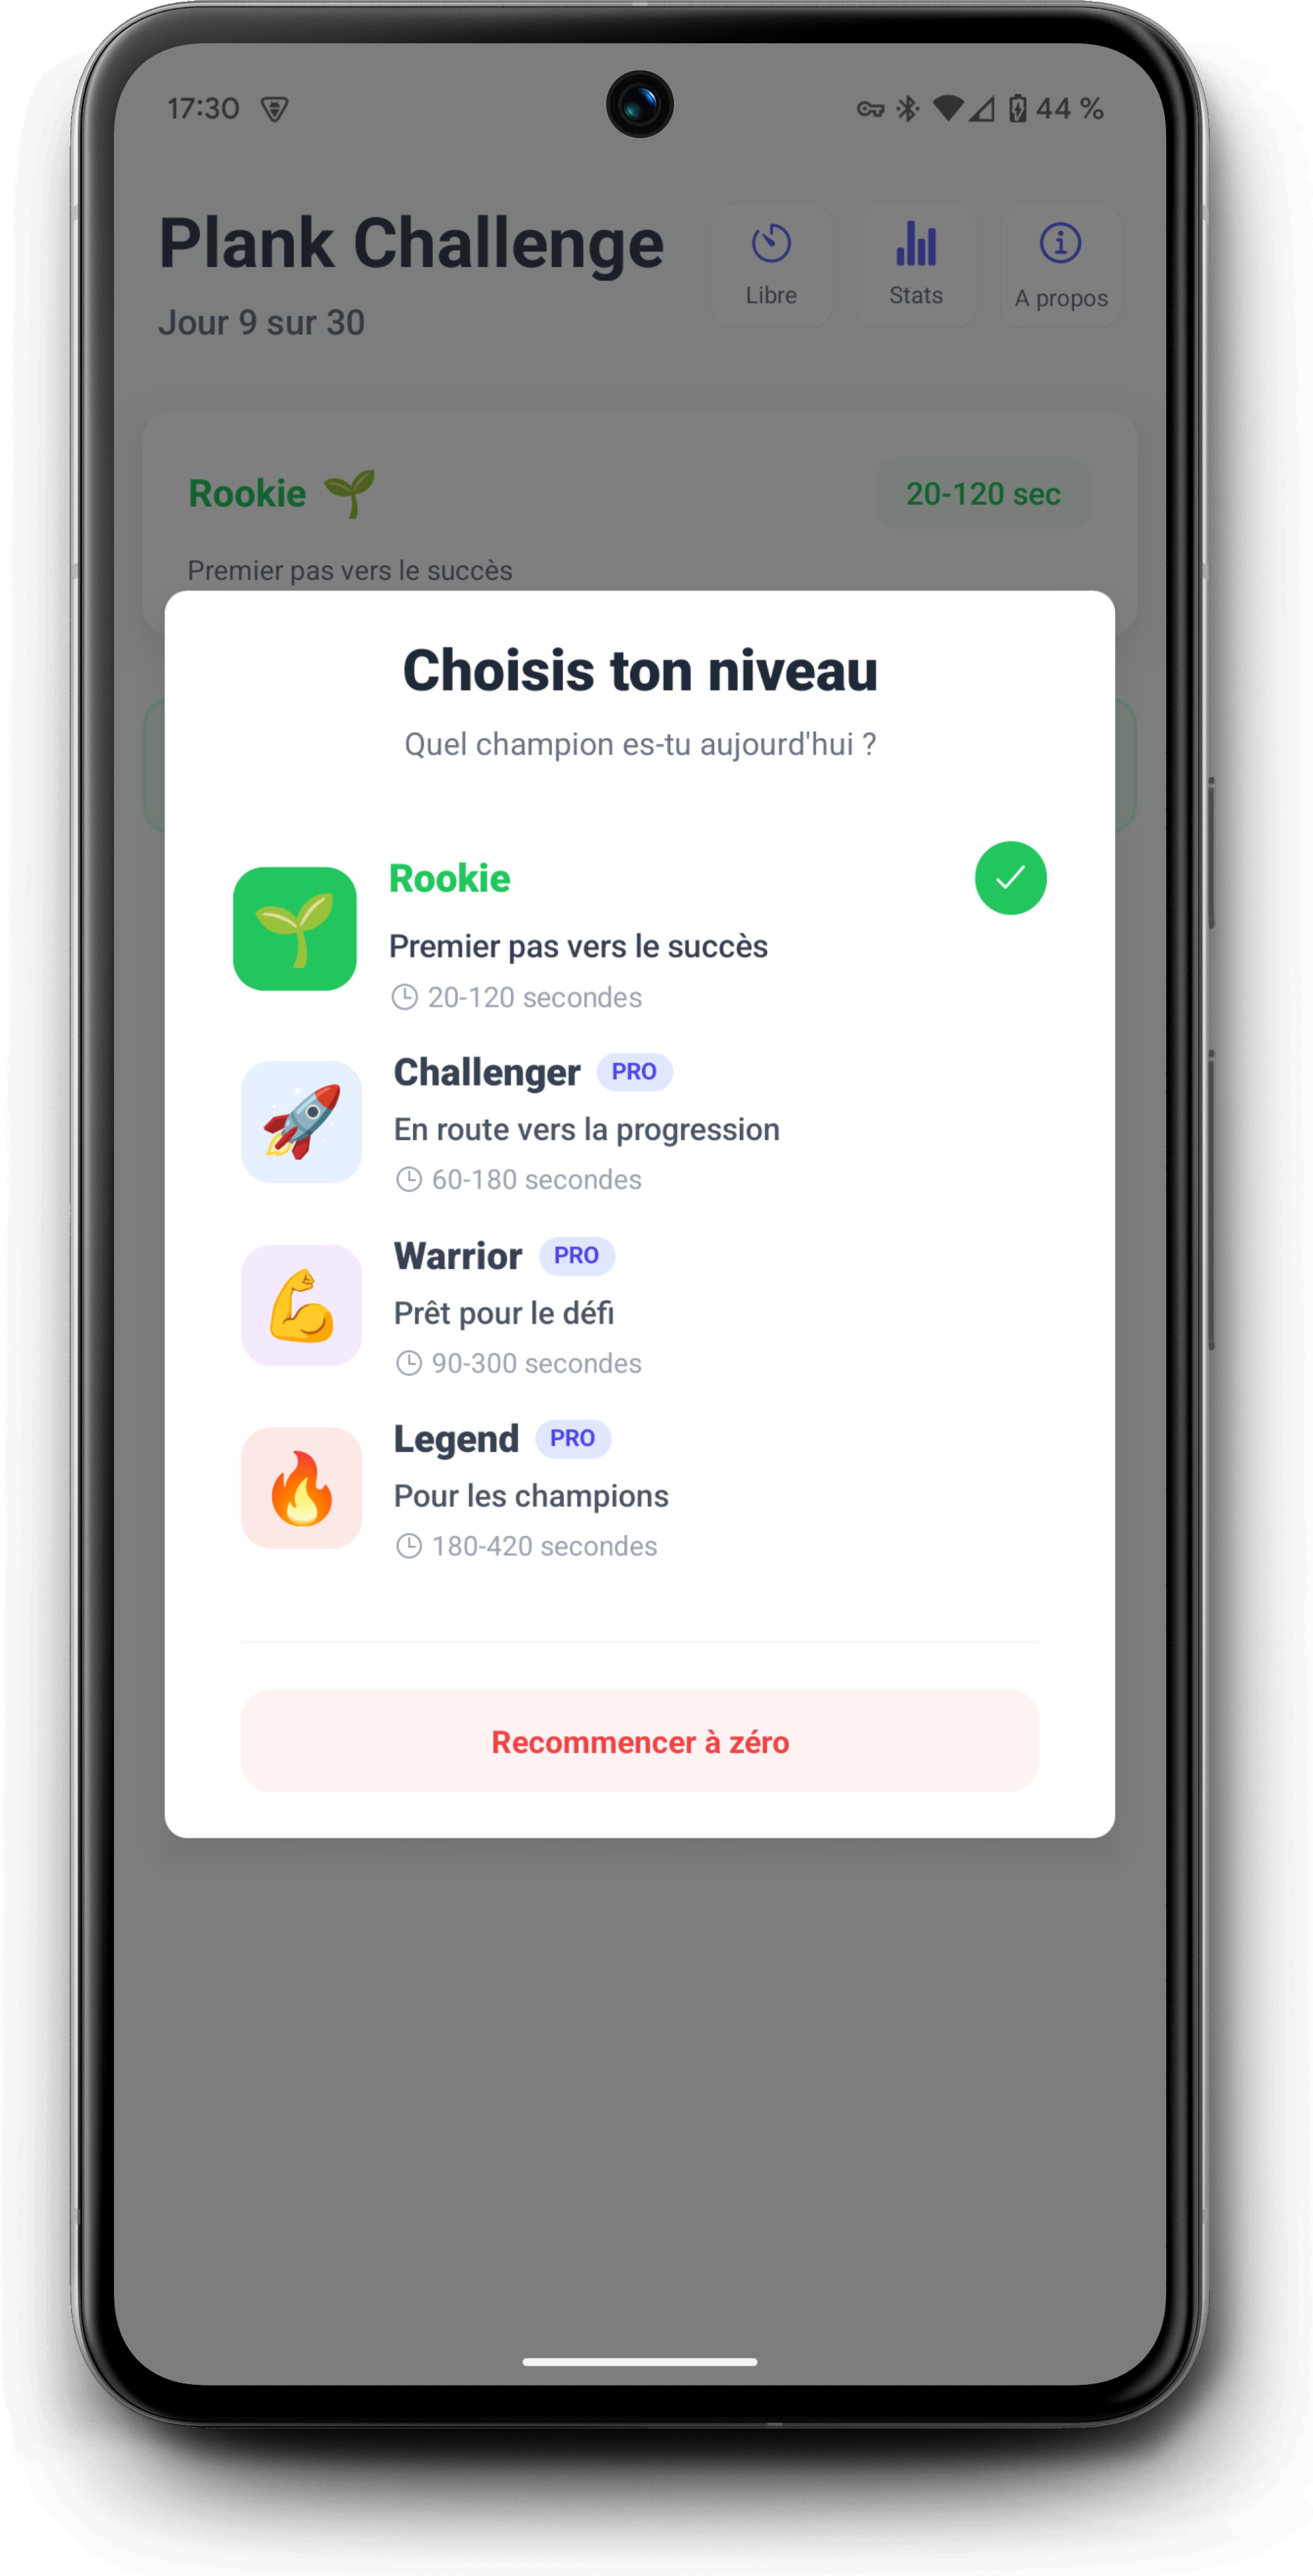 17:30
44 %
Plank Challenge
Jour 9 sur 30
Libre
Stats
A propos
Rookie
20-120 sec
Premier pas vers le succès
Choisis ton niveau
Quel champion es-tu aujourd'hui ?
Rookie
Premier pas vers le succès
20-120 secondes
Challenger PRO
En route vers la progression
60-180 secondes
Warrior PRO
Prêt pour le défi
90-300 secondes
Legend PRO
Pour les champions
180-420 secondes
Recommencer à zéro